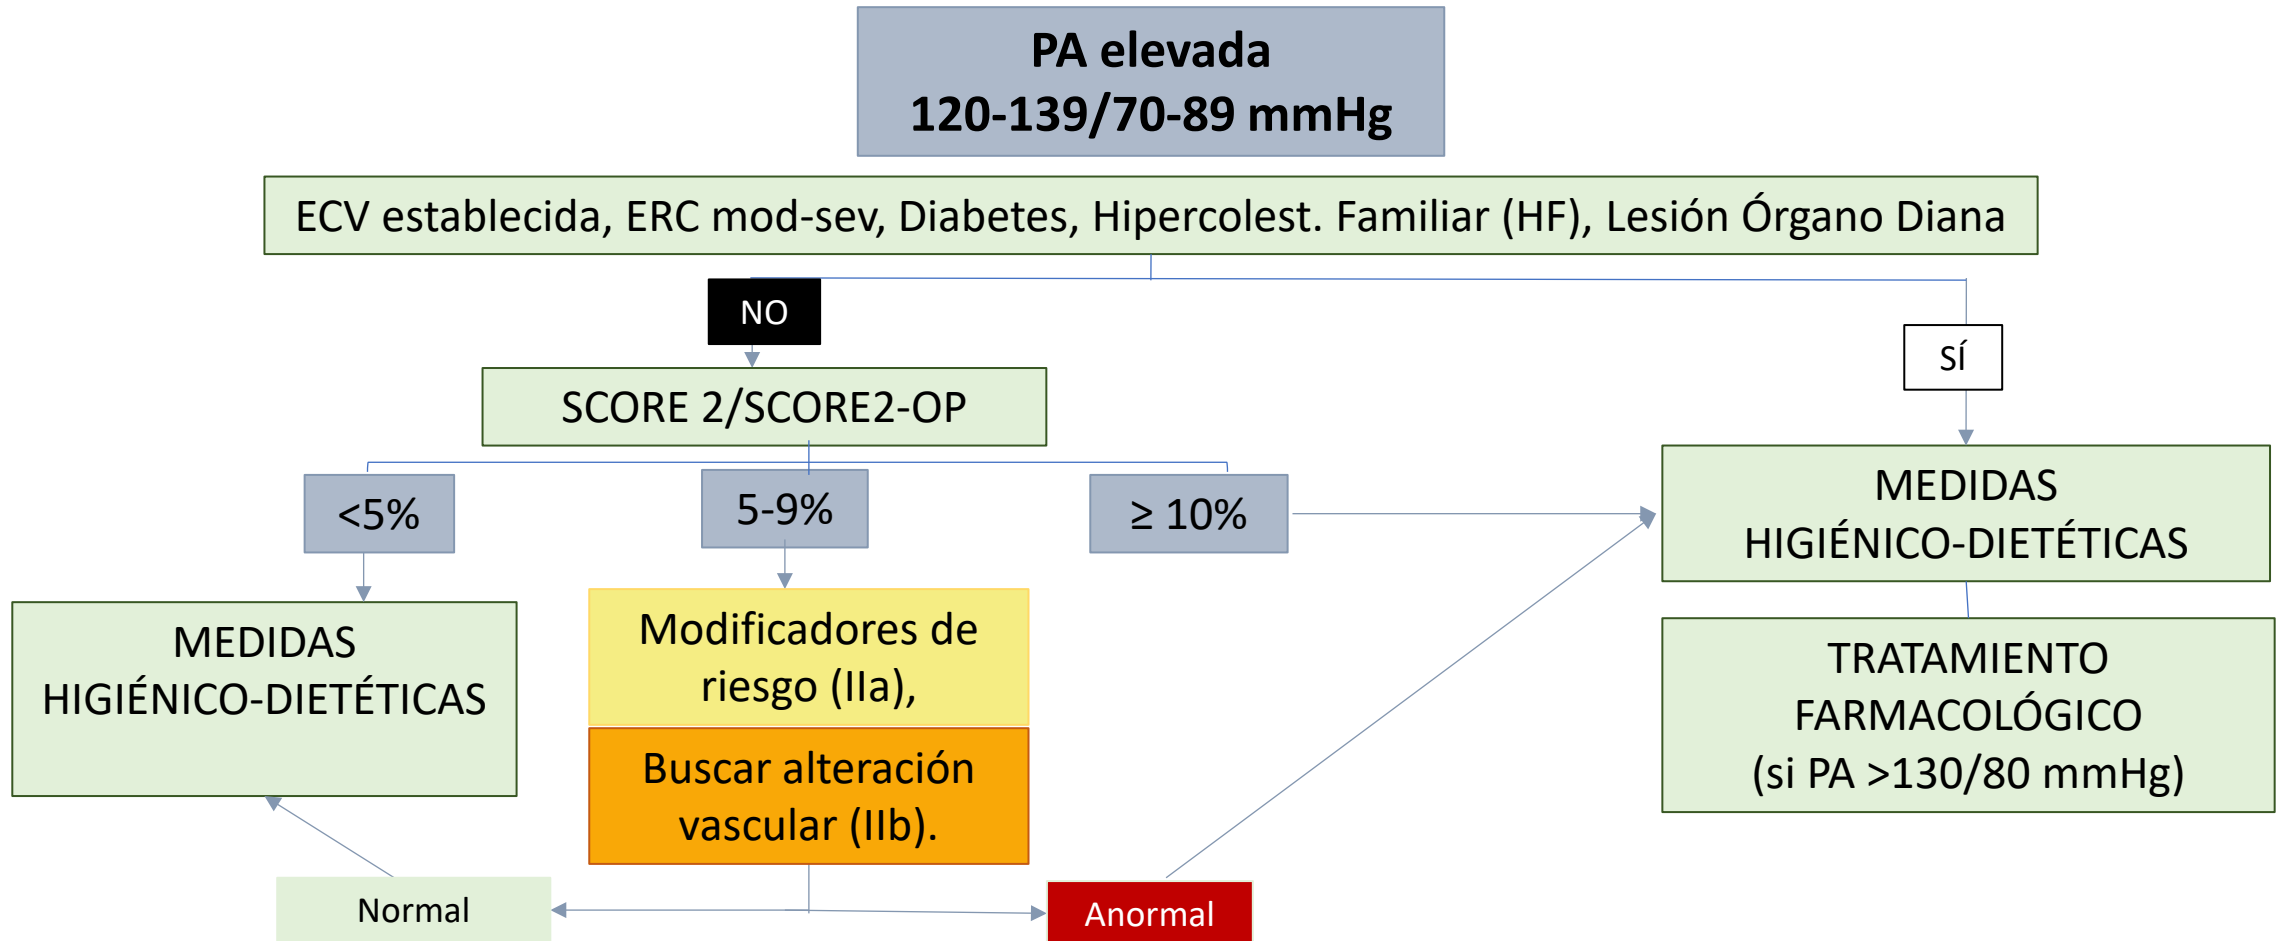 PA elevada
120-139/70-89 mmHg
ECV establecida, ERC mod-sev, Diabetes, Hipercolest. Familiar (HF), Lesión Órgano Diana
NO
SÍ
SCORE 2/SCORE2-OP
<5%
5-9%
≥ 10%
MEDIDAS
HIGIÉNICO-DIETÉTICAS
Modificadores de
riesgo (IIa),
Buscar alteración
vascular (IIb).
MEDIDAS
HIGIÉNICO-DIETÉTICAS
TRATAMIENTO
FARMACOLÓGICO
(si PA >130/80 mmHg)
Normal
Anormal